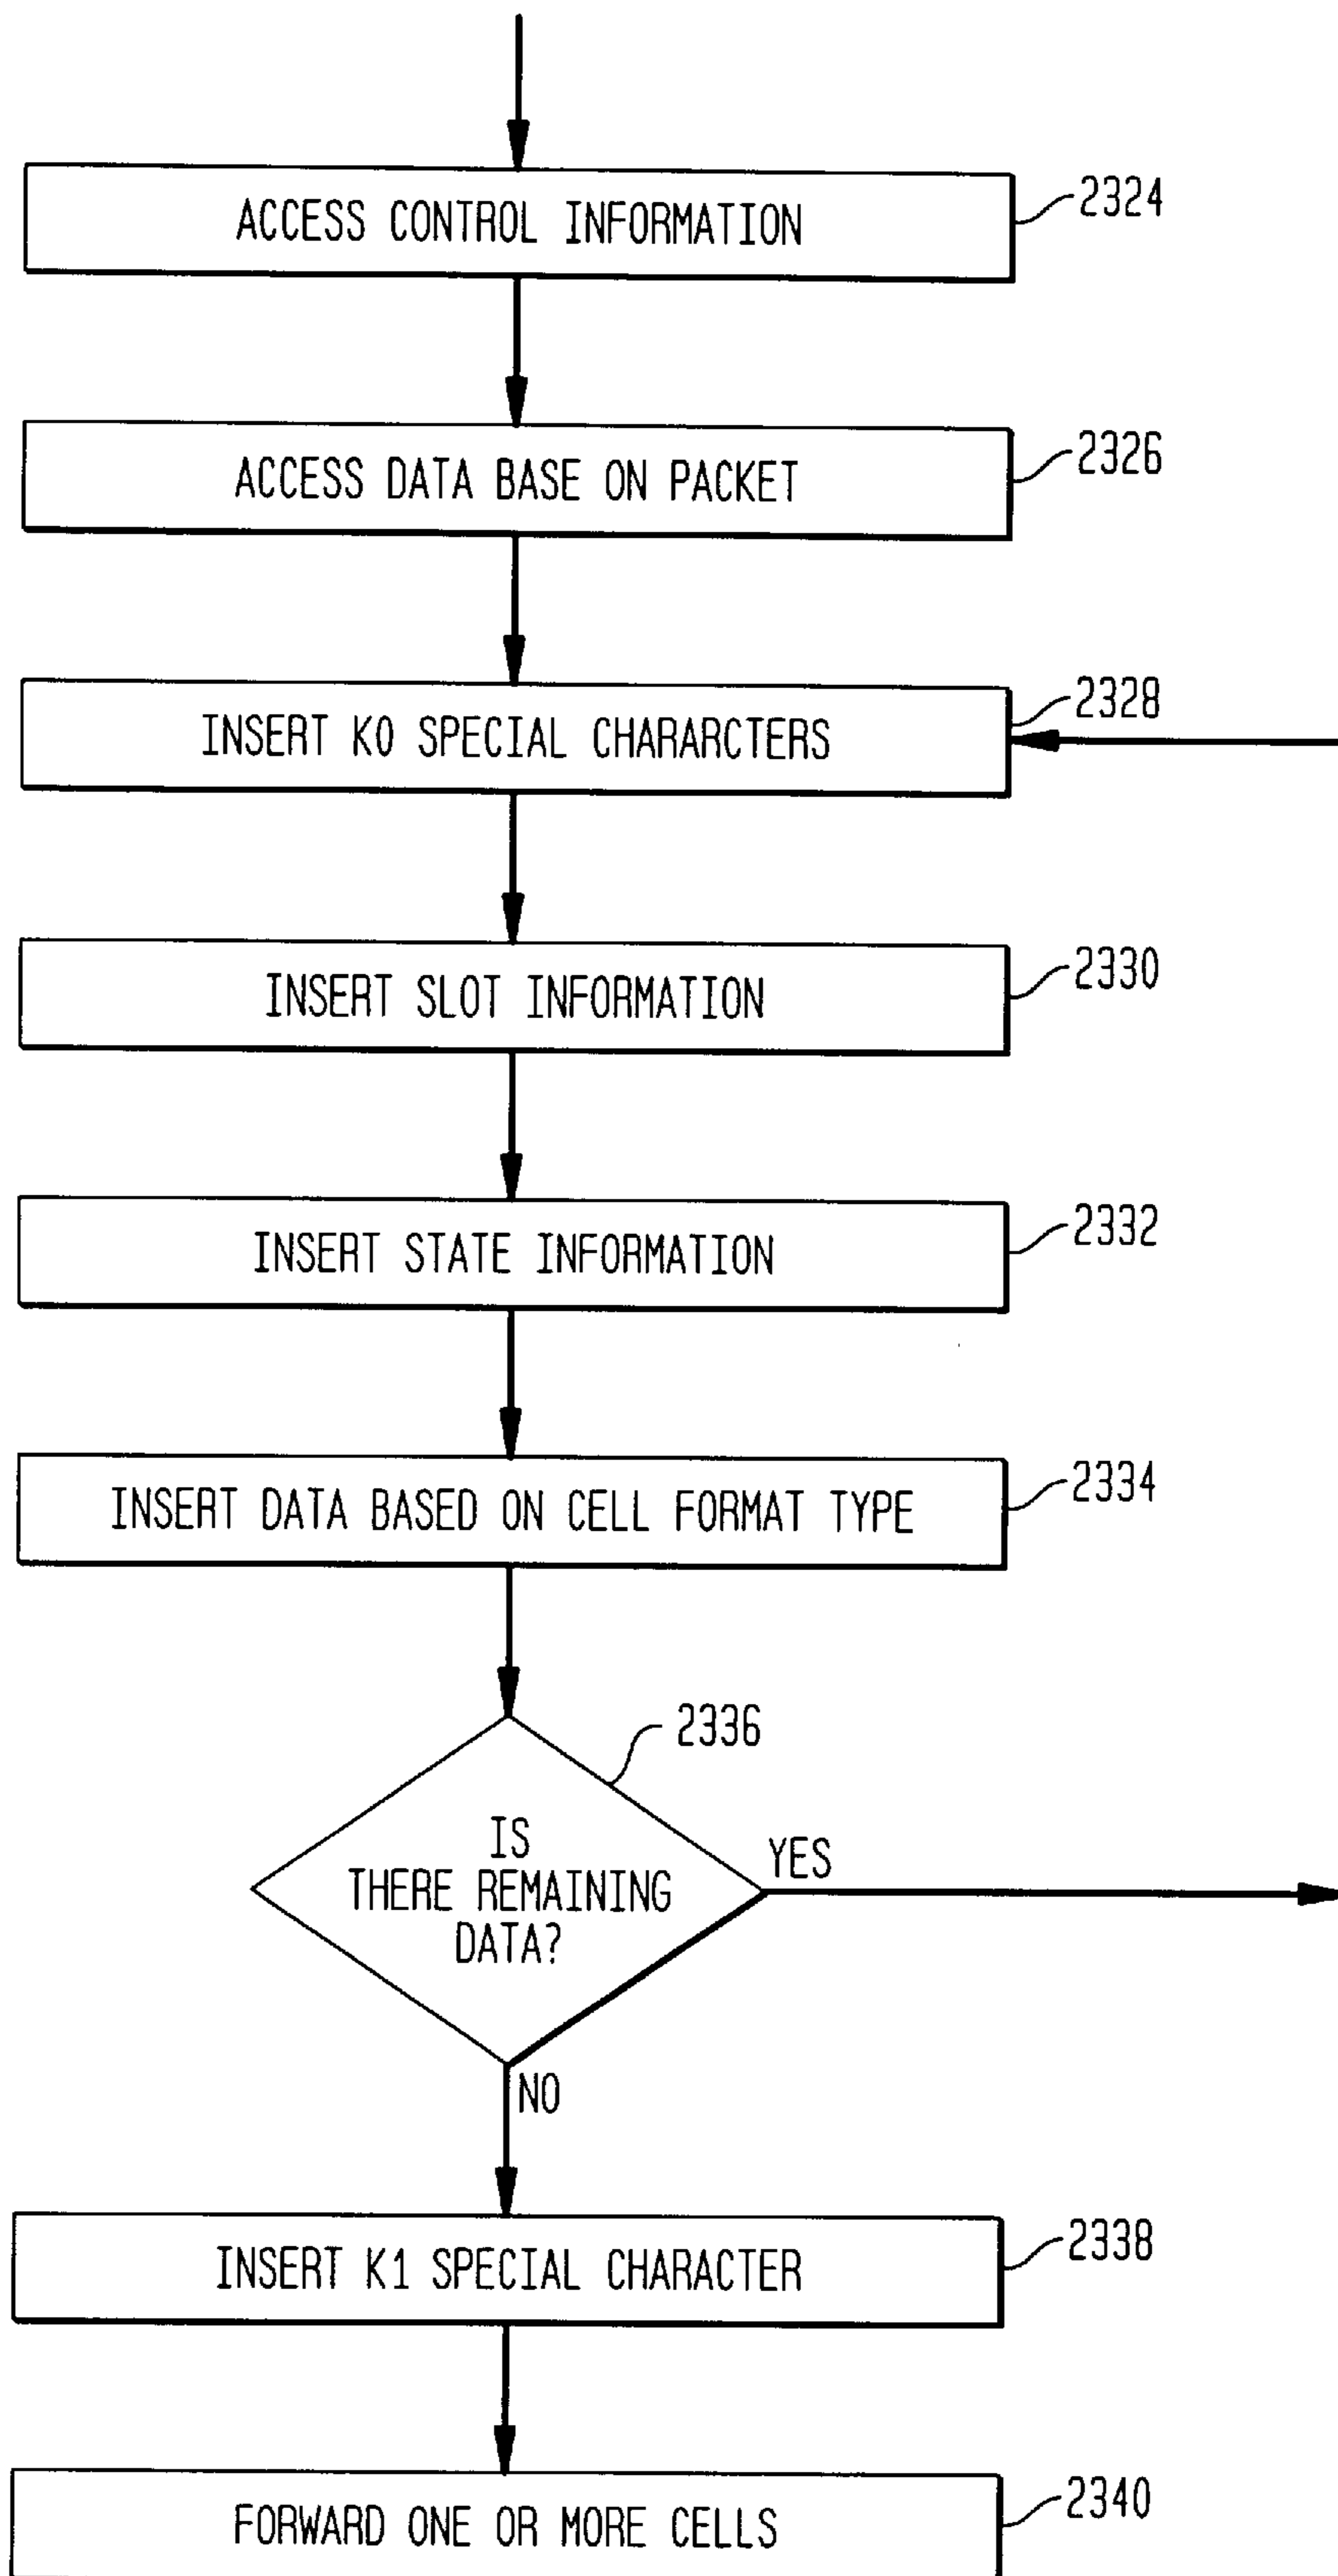 ACCESS CONTROL INFORMATION
2324
ACCESS DATA BASE ON PACKET
2326
INSERT K0 SPECIAL CHARARCTERS
2328
INSERT SLOT INFORMATION
2330
INSERT STATE INFORMATION
2332
INSERT DATA BASED ON CELL FORMAT TYPE
2334
2336
IS
THERE REMAINING
DATA?
YES
NO
INSERT K1 SPECIAL CHARACTER
2338
FORWARD ONE OR MORE CELLS
2340